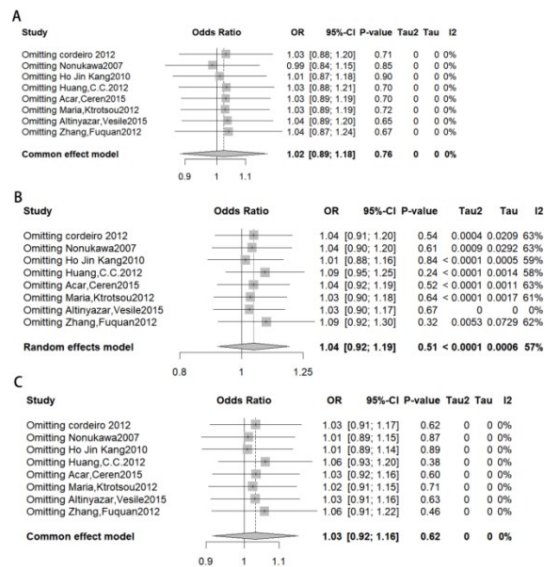 A
Study Odds Ratio OR 95%-CI P-value Tau2 Tau I2
Omitting cordeiro 2012 1.03 [0.88; 1.20] 0.71 0 0 0%
Omitting Nonukawa2007 0.99 [0.84; 1.15] 0.85 0 0 0%
Omitting Ho Jin Kang2010 1.01 [0.87; 1.18] 0.90 0 0 0%
Omitting Huang,C.C.2012 1.03 [0.88; 1.21] 0.70 0 0 0%
Omitting Acar,Ceren2015 1.03 [0.89; 1.19] 0.70 0 0 0%
Omitting Maria,Ktrotsou2012 1.03 [0.89; 1.19] 0.72 0 0 0%
Omitting Altinyazar,Vesile2015 1.04 [0.89; 1.20] 0.65 0 0 0%
Omitting Zhang,Fuquan2012 1.04 [0.87; 1.24] 0.67 0 0 0%
Common effect model 1.02 [0.89; 1.18] 0.76 0 0 0%
0.9 1 1.1
B
Study Odds Ratio OR 95%-CI P-value Tau2 Tau I2
Omitting cordeiro 2012 1.04 [0.91; 1.20] 0.54 0.0004 0.0209 63%
Omitting Nonukawa2007 1.04 [0.90; 1.20] 0.61 0.0009 0.0292 63%
Omitting Ho Jin Kang2010 1.01 [0.88; 1.16] 0.84 < 0.0001 0.0005 59%
Omitting Huang,C.C.2012 1.09 [0.95; 1.25] 0.24 < 0.0001 0.0014 58%
Omitting Acar,Ceren2015 1.04 [0.92; 1.19] 0.52 < 0.0001 0.0011 63%
Omitting Maria,Ktrotsou2012 1.03 [0.90; 1.18] 0.64 < 0.0001 0.0017 61%
Omitting Altinyazar,Vesile2015 1.03 [0.90; 1.17] 0.67 0 0 0%
Omitting Zhang,Fuquan2012 1.09 [0.92; 1.30] 0.32 0.0053 0.0729 62%
Random effects model 1.04 [0.92; 1.19] 0.51 < 0.0001 0.0006 57%
0.8 1 1.25
C
Study Odds Ratio OR 95%-CI P-value Tau2 Tau I2
Omitting cordeiro 2012 1.03 [0.91; 1.17] 0.62 0 0 0%
Omitting Nonukawa2007 1.01 [0.89; 1.15] 0.87 0 0 0%
Omitting Ho Jin Kang2010 1.01 [0.89; 1.14] 0.89 0 0 0%
Omitting Huang,C.C.2012 1.06 [0.93; 1.20] 0.38 0 0 0%
Omitting Acar,Ceren2015 1.03 [0.92; 1.16] 0.60 0 0 0%
Omitting Maria,Ktrotsou2012 1.02 [0.91; 1.15] 0.71 0 0 0%
Omitting Altinyazar,Vesile2015 1.03 [0.91; 1.16] 0.63 0 0 0%
Omitting Zhang,Fuquan2012 1.06 [0.91; 1.22] 0.46 0 0 0%
Common effect model 1.03 [0.92; 1.16] 0.62 0 0 0%
0.9 1 1.1